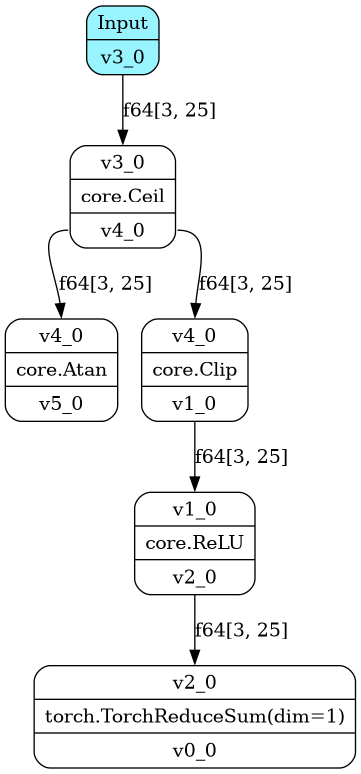 Input
v3_0
f64[3, 25]
v3_0
core.Ceil
v4_0
f64[3, 25]
f64[3, 25]
v4_0
core.Atan
v5_0
v4_0
core.Clip
v1_0
f64[3, 25]
v1_0
core.ReLU
v2_0
f64[3, 25]
v2_0
torch.TorchReduceSum(dim=1)
v0_0